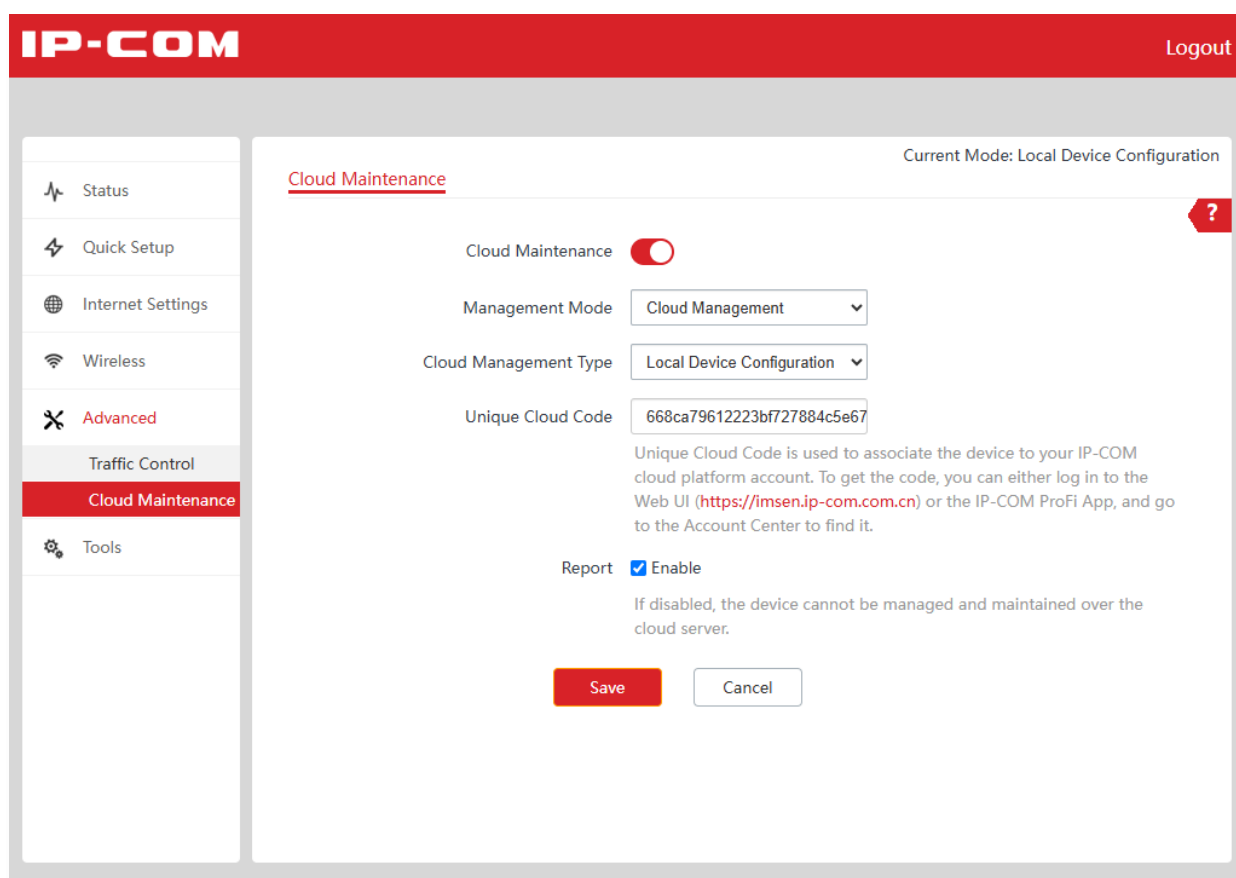 IP-COM
Logout
Current Mode: Local Device Configuration
Cloud Maintenance
?
Status
Quick Setup
Internet Settings
Wireless
Advanced
Traffic Control
Cloud Maintenance
Tools
Cloud Maintenance
Management Mode Cloud Management
Cloud Management Type Local Device Configuration
Unique Cloud Code 668ca79612223bf727884c5e67
Unique Cloud Code is used to associate the device to your IP-COM
cloud platform account. To get the code, you can either log in to the
Web UI (https://imsen.ip-com.com.cn) or the IP-COM ProFi App, and go
to the Account Center to find it.
Report Enable
If disabled, the device cannot be managed and maintained over the
cloud server.
Save Cancel